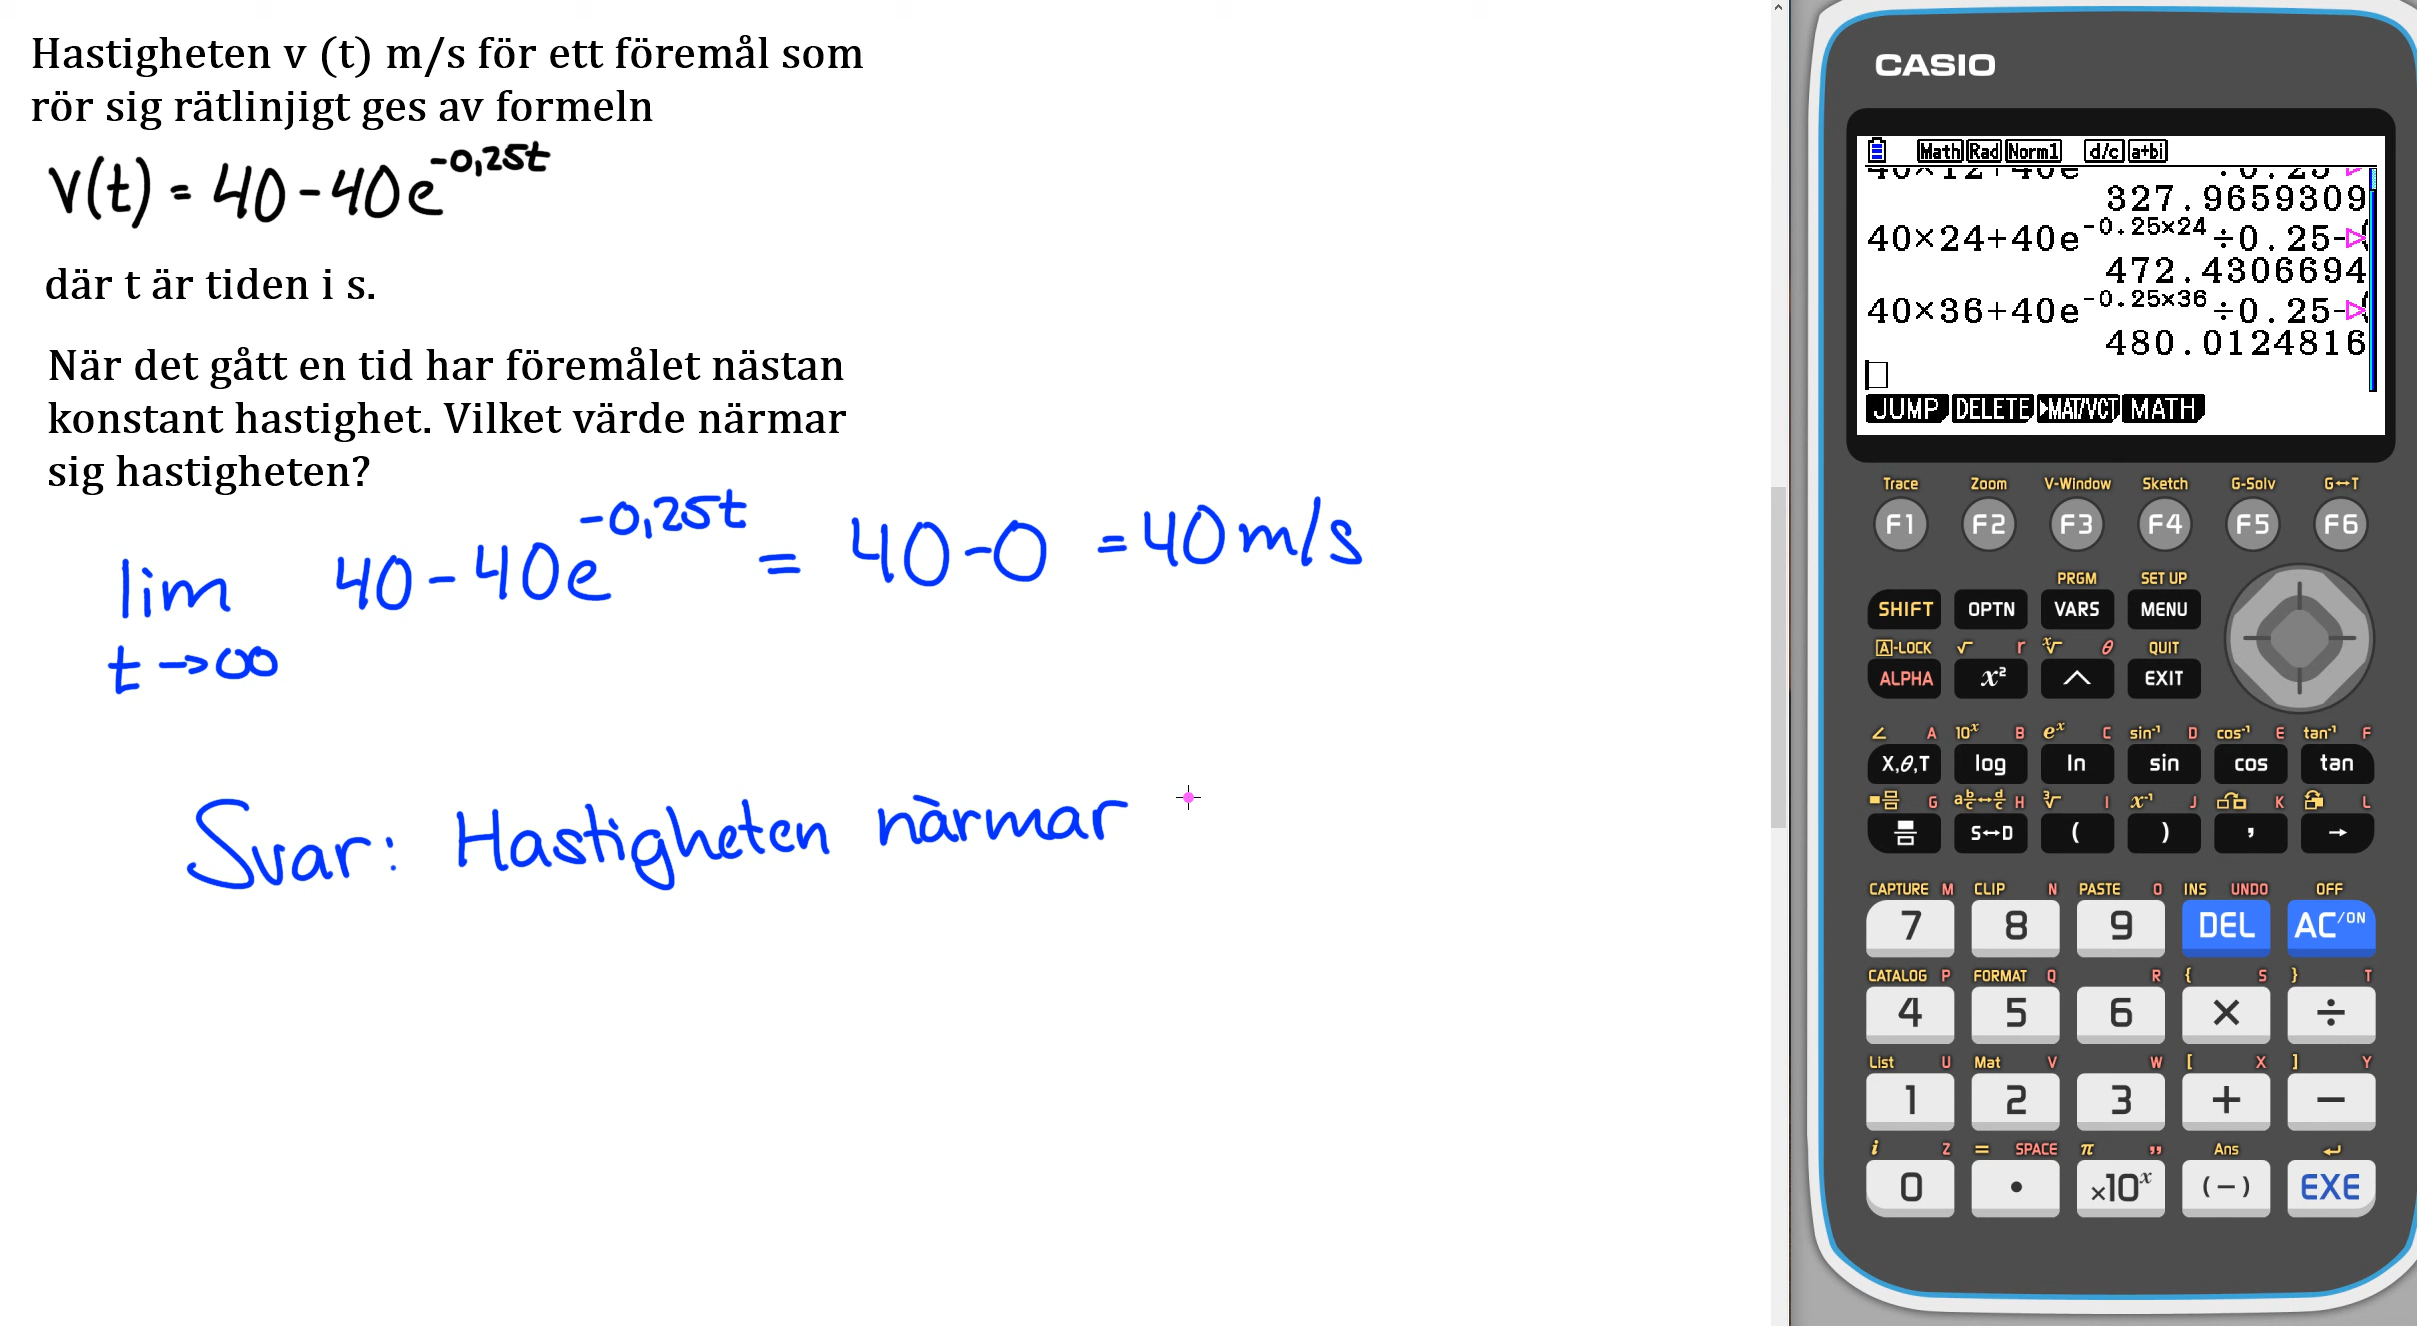 Hastigheten v (t) m/s för ett föremål som
rör sig rätlinjigt ges av formeln
v(t) = 40 - 40e^-0,25t
där t är tiden i s.
När det gått en tid har föremålet nästan
konstant hastighet. Vilket värde närmar
sig hastigheten?
lim 40 - 40e^-0,25t = 40 - 0 = 40 m/s
t → ∞
Svar: Hastigheten närmar
CASIO
Math Rad Norm1 d/c a+bi
327.9659309
40×24+40e^-0.25×24÷0.25-
472.4306694
40×36+40e^-0.25×36÷0.25-
480.0124816
JUMP DELETE ▸MAT/VCT MATH
Trace Zoom V-Window Sketch G-Solv G↔T
F1 F2 F3 F4 F5 F6
PRGM SET UP
SHIFT OPTN VARS MENU
A-LOCK √ r ˣ√ θ QUIT
ALPHA x² ^ EXIT
∠ A 10ˣ B eˣ C sin⁻¹ D cos⁻¹ E tan⁻¹ F
X,θ,T log ln sin cos tan
G a b/c↔d/c H ³√ I x⁻¹ J K L
S↔D ( ) , →
CAPTURE M CLIP N PASTE O INS UNDO OFF
7 8 9 DEL AC/ON
CATALOG P FORMAT Q R { S } T
4 5 6 × ÷
List U Mat V W [ X ] Y
1 2 3 + −
i Z = SPACE π " Ans ↵
0 • ×10ˣ (−) EXE